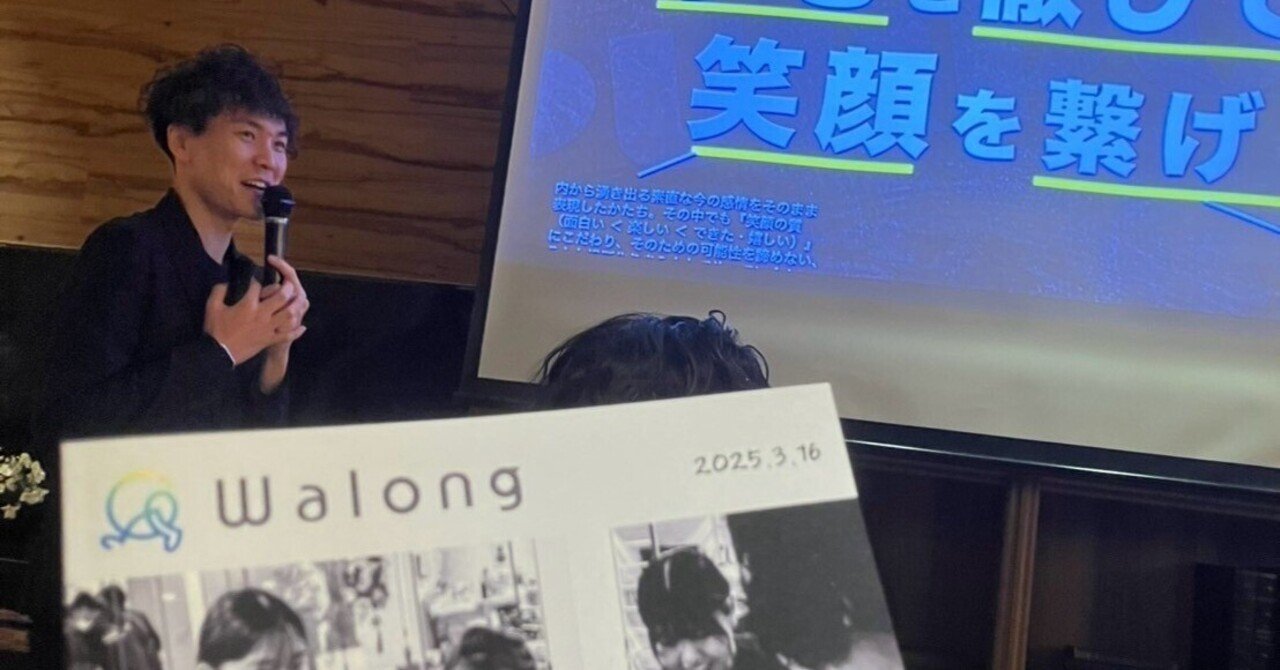 笑顔を繋げ
内から湧き出る素直な今の感情をそのまま
表現したかたち。その中でも『笑顔の質
（面白い < 楽しい < できた・嬉しい）』
にこだわり、そのための可能性を諦めない、
Walong
2025.3.16